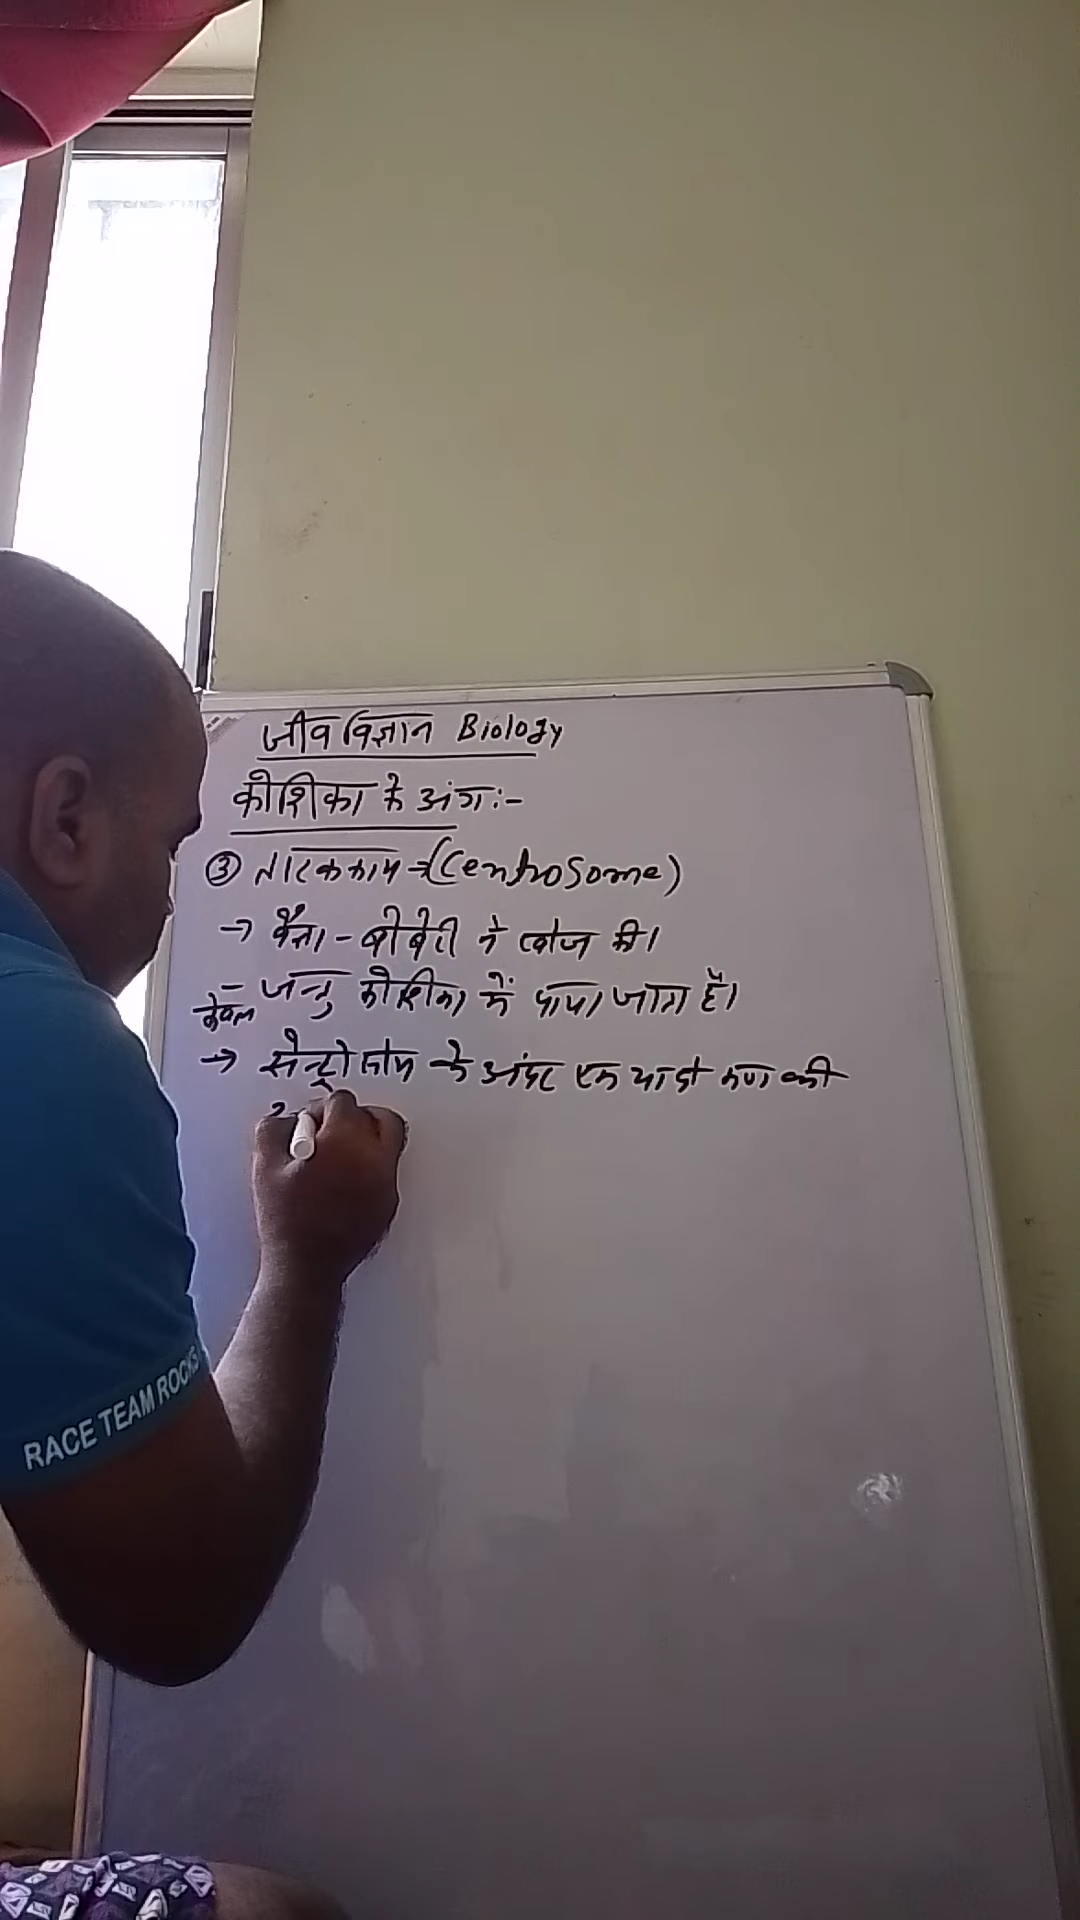 जीव विज्ञान Biology
कोशिका के अंग :-
③ तारककाय → (Centrosome)
→ वैन - बोबेरी ने खोज की।
- जन्तु कोशिका में पाया जाता है।
केवल
→ सेन्ट्रोसोम के अंदर एक या दो कण की
RACE TEAM ROCKS